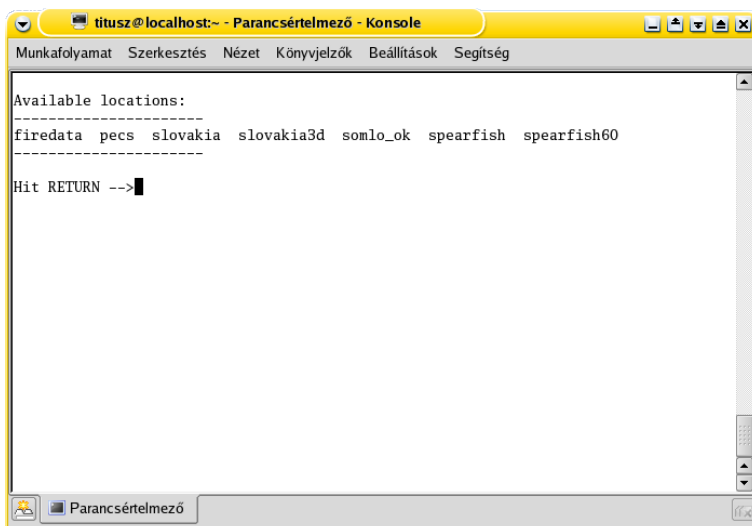 titusz@localhost:~ - Parancsértelmező - Konsole
Munkafolyamat Szerkesztés Nézet Könyvjelzők Beállítások Segítség
Available locations:
----------------------
firedata pecs slovakia slovakia3d somlo_ok spearfish spearfish60
----------------------
Hit RETURN -->
Parancsértelmező